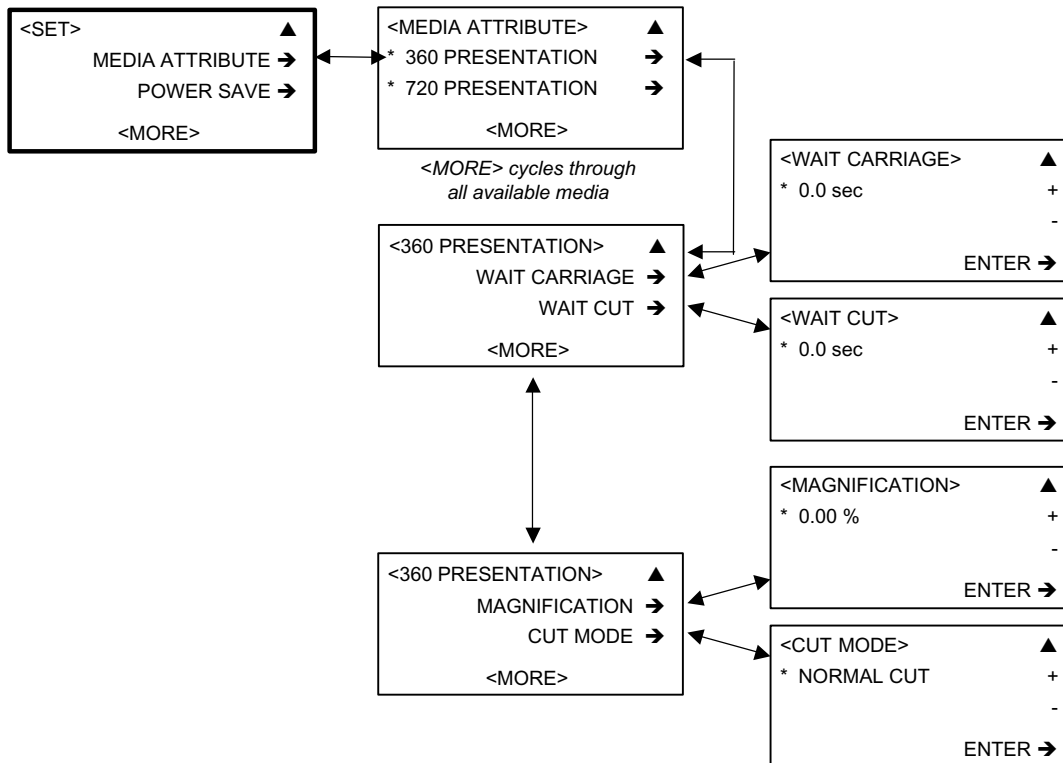 <SET> ▲
MEDIA ATTRIBUTE ➔
POWER SAVE ➔
<MORE>
<MEDIA ATTRIBUTE> ▲
* 360 PRESENTATION ➔
* 720 PRESENTATION ➔
<MORE>
<MORE> cycles through
all available media
<360 PRESENTATION> ▲
WAIT CARRIAGE ➔
WAIT CUT ➔
<MORE>
<WAIT CARRIAGE> ▲
* 0.0 sec +
-
ENTER ➔
<WAIT CUT> ▲
* 0.0 sec +
-
ENTER ➔
<360 PRESENTATION> ▲
MAGNIFICATION ➔
CUT MODE ➔
<MORE>
<MAGNIFICATION> ▲
* 0.00 % +
-
ENTER ➔
<CUT MODE> ▲
* NORMAL CUT +
-
ENTER ➔